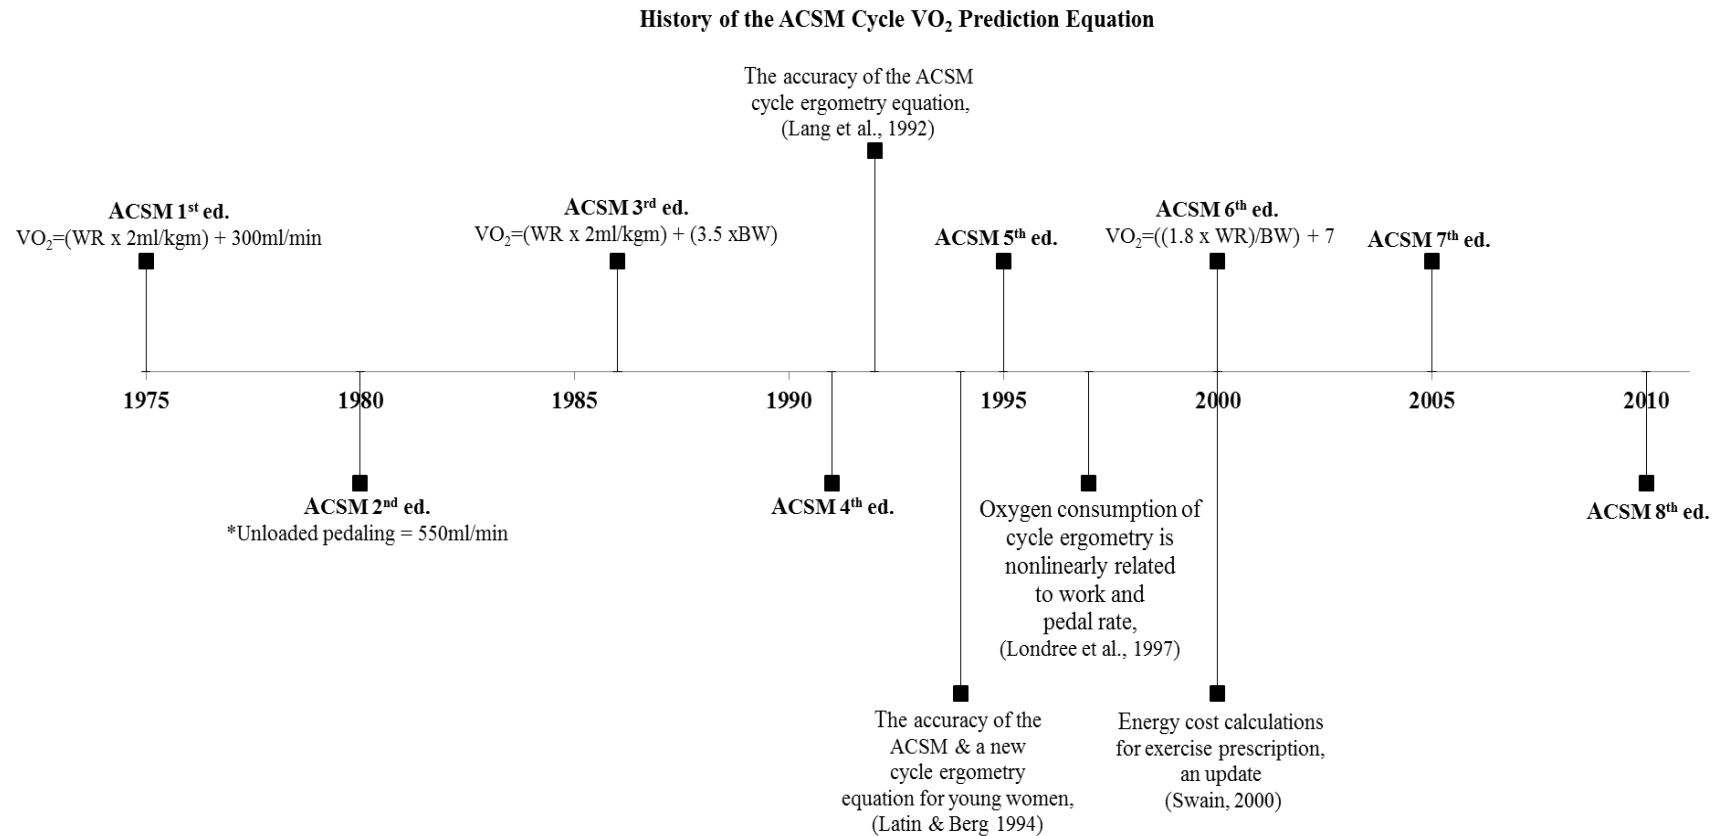 History of the ACSM Cycle VO₂ Prediction Equation
The accuracy of the ACSM
cycle ergometry equation,
(Lang et al., 1992)
ACSM 1st ed.
VO₂=(WR x 2ml/kgm) + 300ml/min
ACSM 3rd ed.
VO₂=(WR x 2ml/kgm) + (3.5 xBW)
ACSM 5th ed.
ACSM 6th ed.
VO₂=((1.8 x WR)/BW) + 7
ACSM 7th ed.
1975 1980 1985 1990 1995 2000 2005 2010
ACSM 2nd ed.
*Unloaded pedaling = 550ml/min
ACSM 4th ed.
Oxygen consumption of
cycle ergometry is
nonlinearly related
to work and
pedal rate,
(Londree et al., 1997)
ACSM 8th ed.
The accuracy of the
ACSM & a new
cycle ergometry
equation for young women,
(Latin & Berg 1994)
Energy cost calculations
for exercise prescription,
an update
(Swain, 2000)